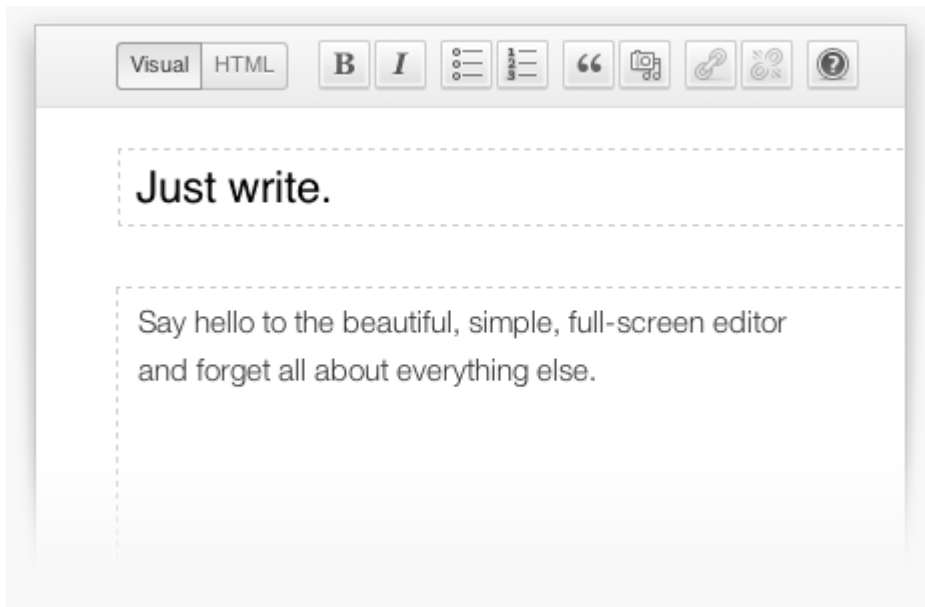 Visual HTML B I
Just write.
Say hello to the beautiful, simple, full-screen editor
and forget all about everything else.